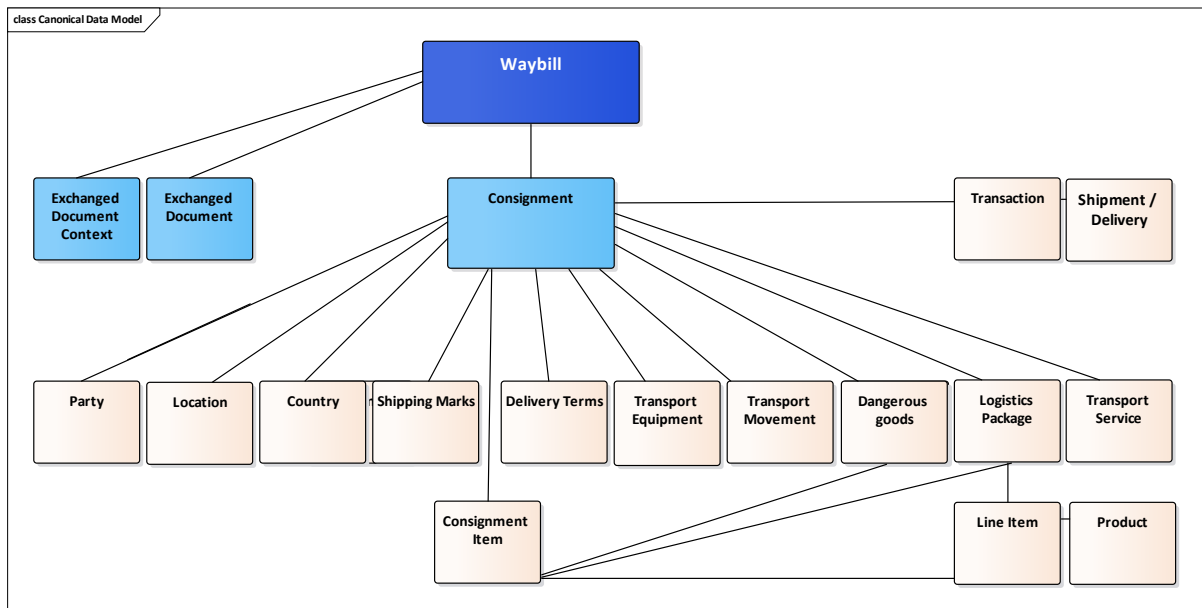 class Canonical Data Model
Waybill
Exchanged
Document
Context
Exchanged
Document
Consignment
Transaction
Shipment /
Delivery
Party
Location
Country
Shipping Marks
Delivery Terms
Transport
Equipment
Transport
Movement
Dangerous
goods
Logistics
Package
Transport
Service
Consignment
Item
Line Item
Product